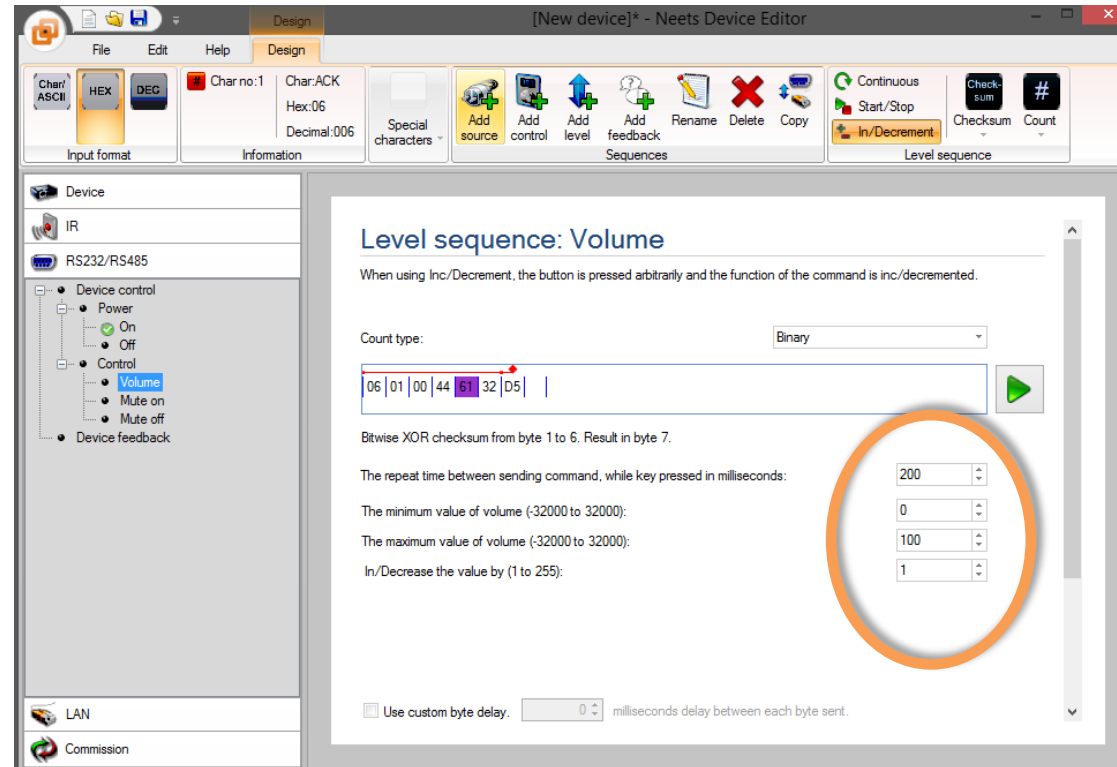 Design
[New device]* - Neets Device Editor
File Edit Help Design
Char/ASCII HEX DEC
# Char no:1 Char:ACK
Hex:06
Decimal:006
Special characters
Add source
Add control
Add level
Add feedback
Rename Delete Copy
Continuous
Start/Stop
In/Decrement
Check-sum
Checksum
# Count
Input format Information Sequences Level sequence
Device
IR
RS232/RS485
Device control
Power
On
Off
Control
Volume
Mute on
Mute off
Device feedback
LAN
Commission
Level sequence: Volume
When using Inc/Decrement, the button is pressed arbitrarily and the function of the command is inc/decremented.
Count type: Binary
06 01 00 44 61 32 D5
Bitwise XOR checksum from byte 1 to 6. Result in byte 7.
The repeat time between sending command, while key pressed in milliseconds: 200
The minimum value of volume (-32000 to 32000): 0
The maximum value of volume (-32000 to 32000): 100
In/Decrease the value by (1 to 255): 1
Use custom byte delay. 0 milliseconds delay between each byte sent.